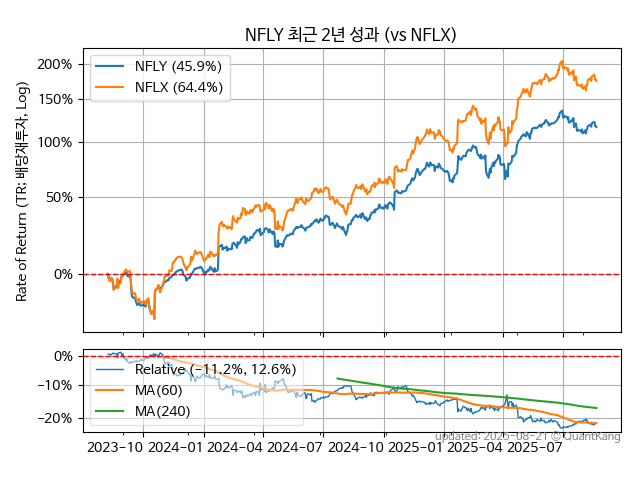 NFLY 최근 2년 성과 (vs NFLX)
Rate of Return (TR: 배당재투자, Log)
200%
150%
100%
50%
0%
NFLY (45.9%)
NFLX (64.4%)
0%
−10%
−20%
Relative (−11.2%, 12.6%)
MA(60)
MA(240)
2023-10 2024-01 2024-04 2024-07 2024-10 2025-01 2025-04 2025-07
updated: 2025-08-21 © QuantKang